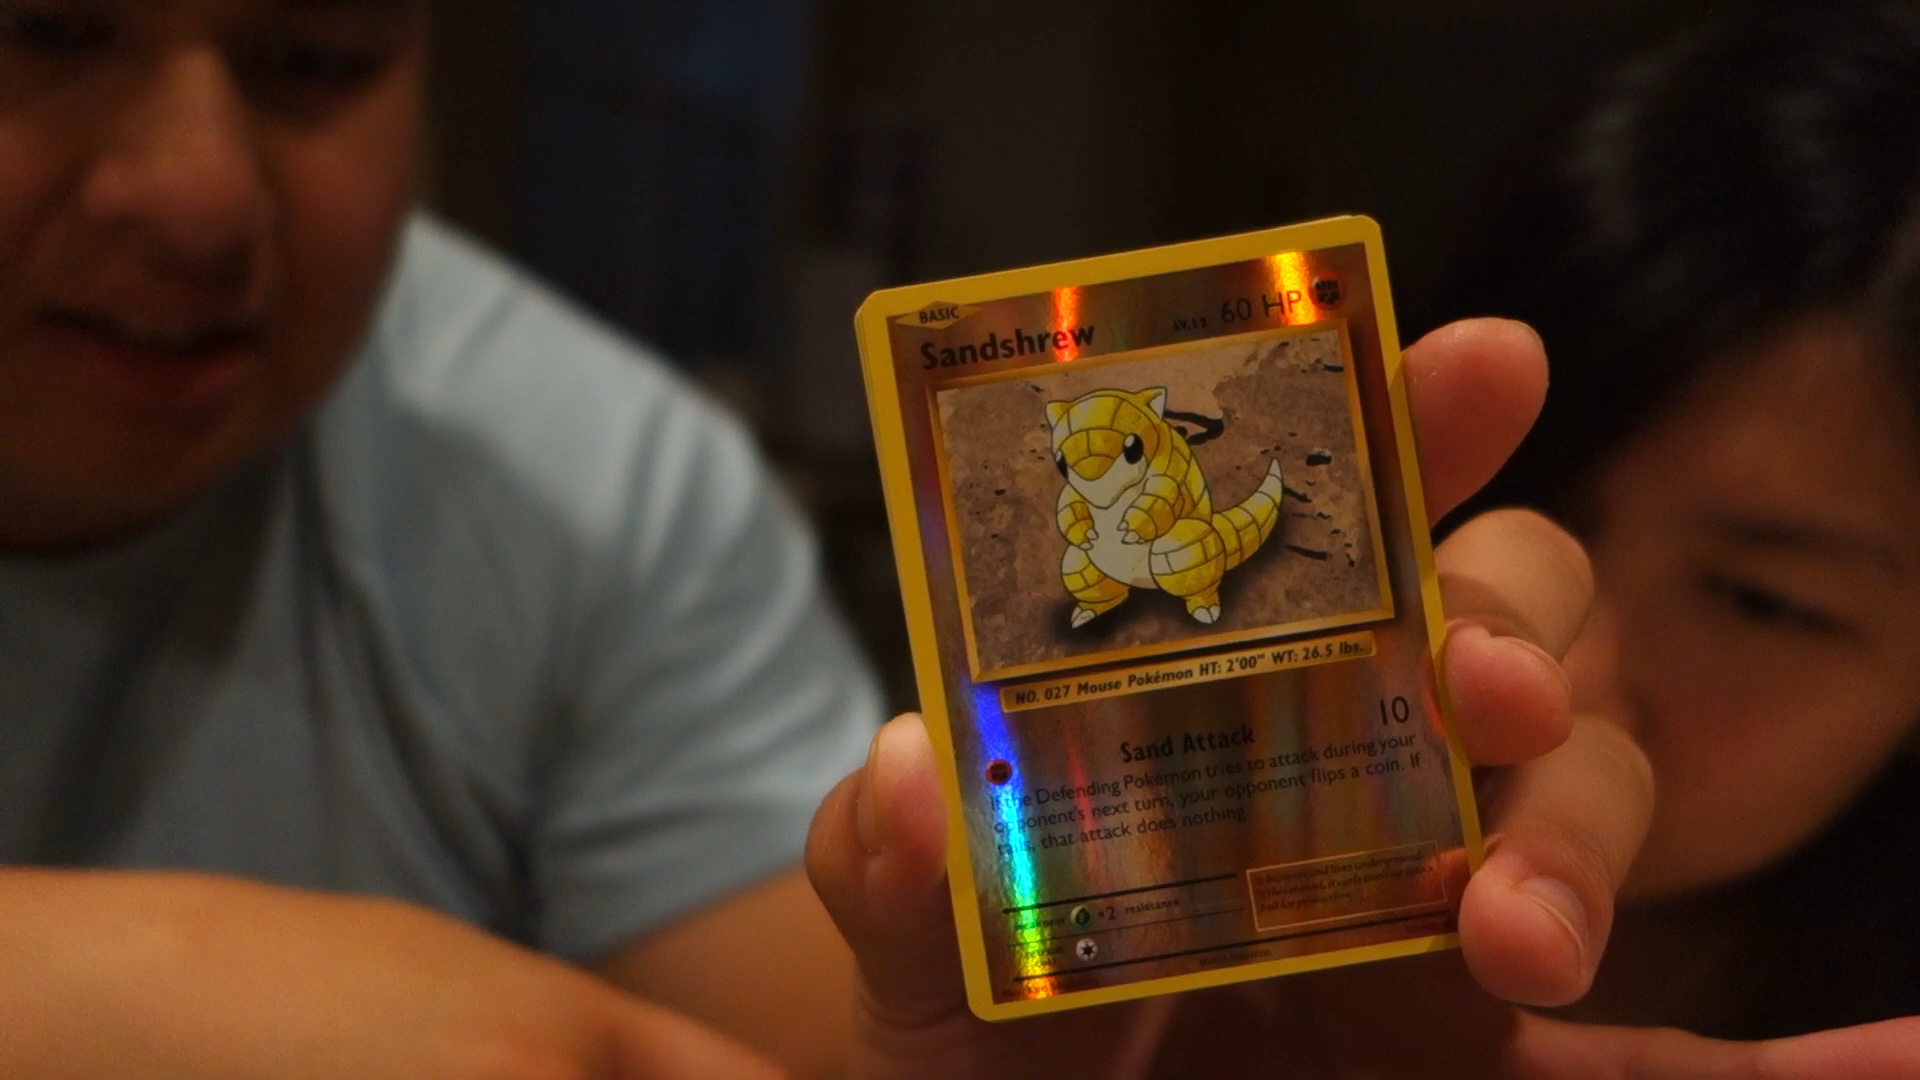 BASIC
Sandshrew LV.12 60 HP
NO. 027 Mouse Pokémon HT: 2'00" WT: 26.5 lbs.
Sand Attack 10
If the Defending Pokémon tries to attack during your
opponent's next turn, your opponent flips a coin. If
tails, that attack does nothing.
weakness ×2 resistance